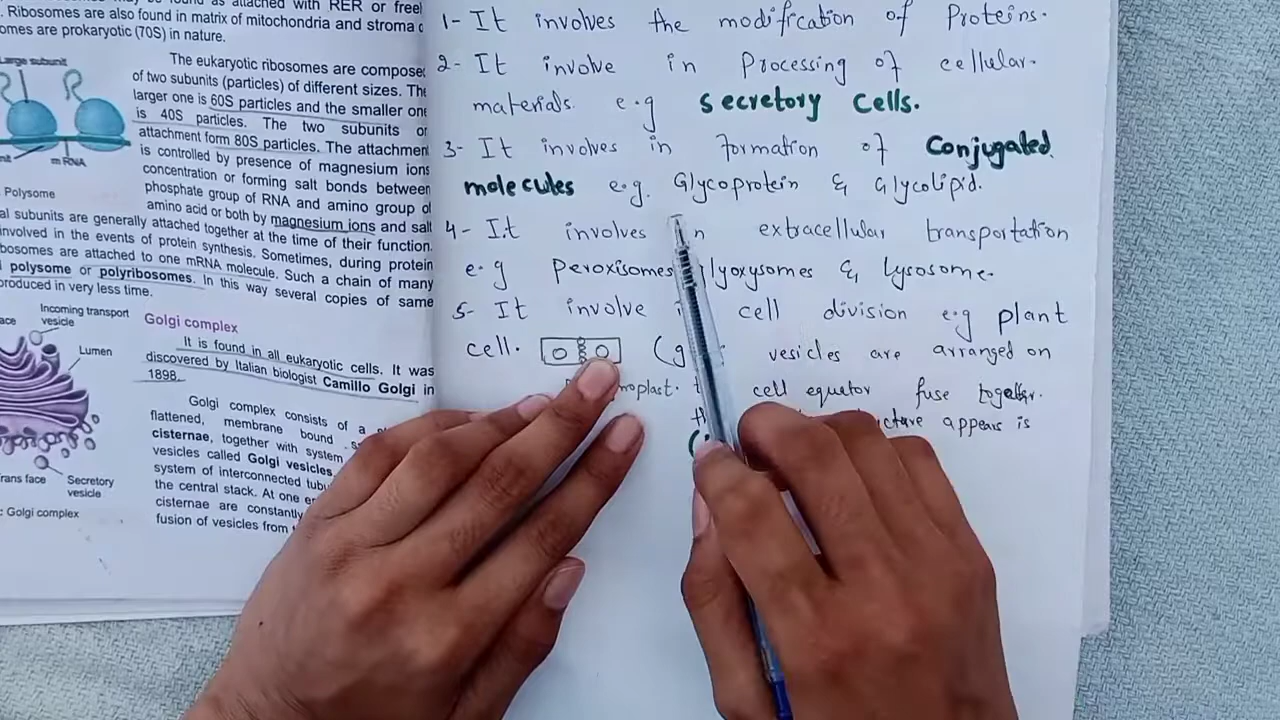 attached with RER or free
. Ribosomes are also found in matrix of mitochondria and stroma
omes are prokaryotic (70S) in nature.
Large subunit
mRNA
Polysome
The eukaryotic ribosomes are compose
of two subunits (particles) of different sizes. The
larger one is 60S particles and the smaller one
is 40S particles. The two subunits on
attachment form 80S particles. The attachment
is controlled by presence of magnesium ions
concentration or forming salt bonds between
phosphate group of RNA and amino group of
amino acid or both by magnesium ions and salt
al subunits are generally attached together at the time of their function.
involved in the events of protein synthesis. Sometimes, during protein
bosomes are attached to one mRNA molecule. Such a chain of many
polysome or polyribosomes. In this way several copies of same
produced in very less time.
Incoming transport
vesicle
Lumen
Secretory
vesicle
: Golgi complex
Golgi complex
It is found in all eukaryotic cells. It was
discovered by Italian biologist Camillo Golgi in
1898.
Golgi complex consists of a
flattened, membrane bound
cisternae, together with system
vesicles called Golgi vesicles
system of interconnected
the central stack. At one
cisternae are constantly
fusion of vesicles from
1- It involves the modification of Proteins.
2- It involve in Processing of cellular.
materials e.g Secretory Cells.
3- It involves in formation of Conjugated
molecules e.g. Glycoprotein & Glycolipid.
4- It involves in extracellular transportation
e.g peroxisomes glyoxysomes & Lysosome.
5- It involve cell division e.g plant
cell. vesicles are arranged on
cell equator fuse together.
appears is